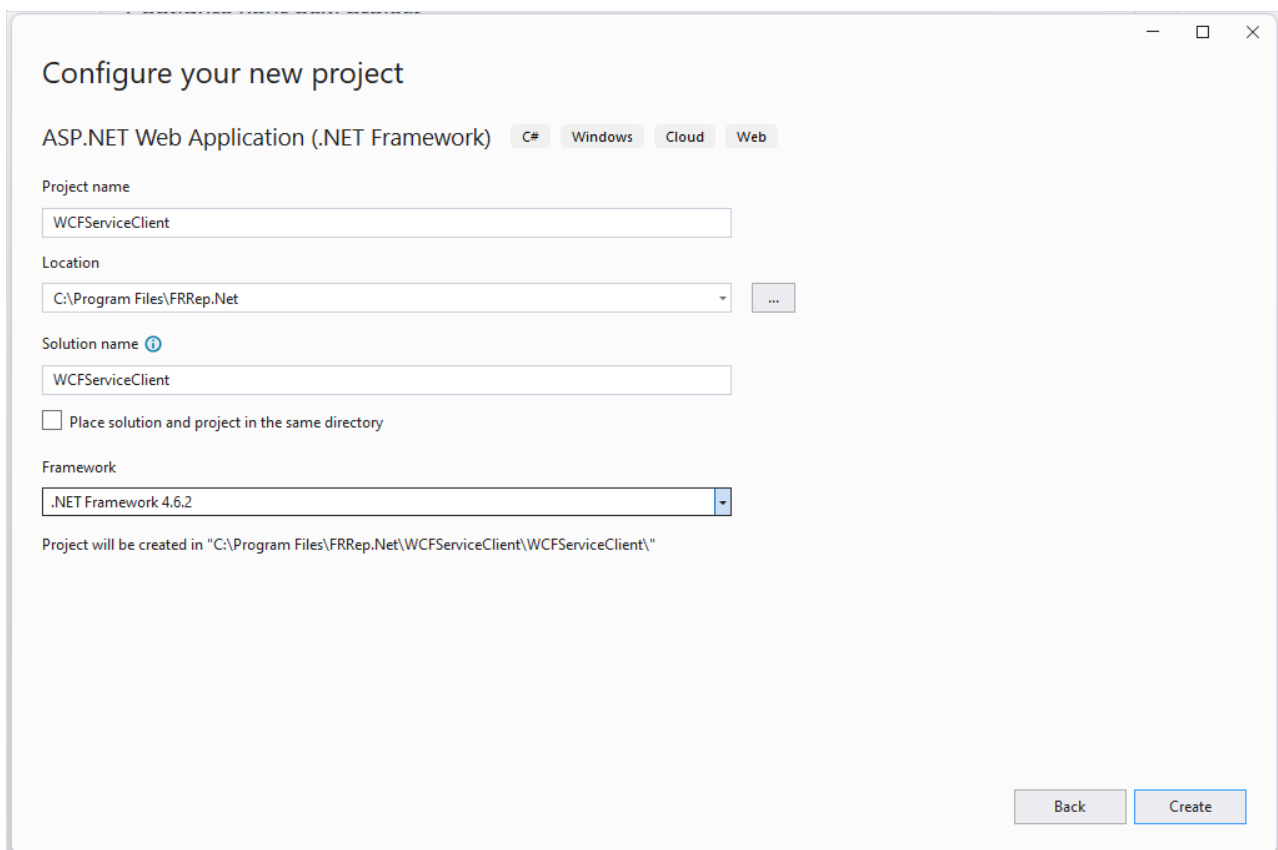 Configure your new project
ASP.NET Web Application (.NET Framework) C# Windows Cloud Web
Project name
WCFServiceClient
Location
C:\Program Files\FRRep.Net
...
Solution name
WCFServiceClient
Place solution and project in the same directory
Framework
.NET Framework 4.6.2
Project will be created in "C:\Program Files\FRRep.Net\WCFServiceClient\WCFServiceClient\"
Back Create